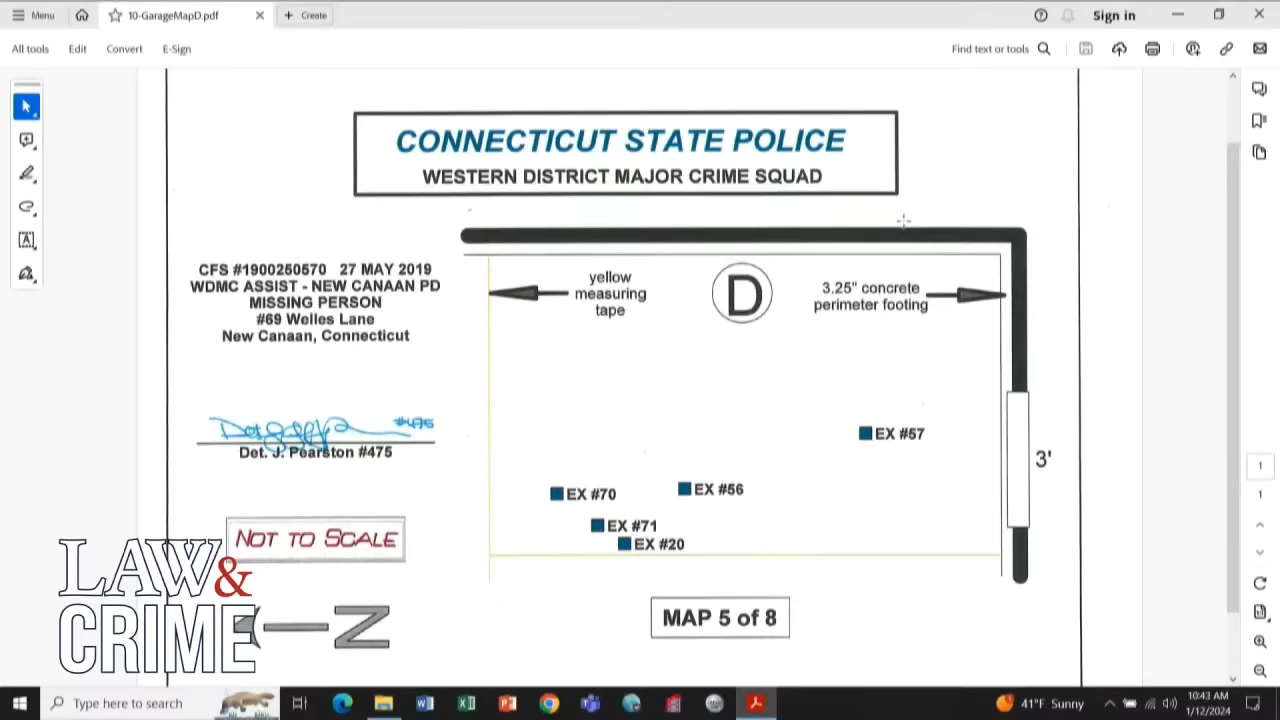 Menu
10-GarageMapD.pdf
+ Create
Sign in
All tools Edit Convert E-Sign
Find text or tools
CONNECTICUT STATE POLICE
WESTERN DISTRICT MAJOR CRIME SQUAD
CFS #1900250570 27 MAY 2019
WDMC ASSIST - NEW CANAAN PD
MISSING PERSON
#69 Welles Lane
New Canaan, Connecticut
#475
Det. J. Pearston #475
NOT TO SCALE
N
yellow
measuring
tape
D
3.25" concrete
perimeter footing
EX #57
3'
EX #70
EX #56
EX #71
EX #20
MAP 5 of 8
1
1
LAW&
CRIME
Type here to search
41°F Sunny
10:43 AM
1/12/2024